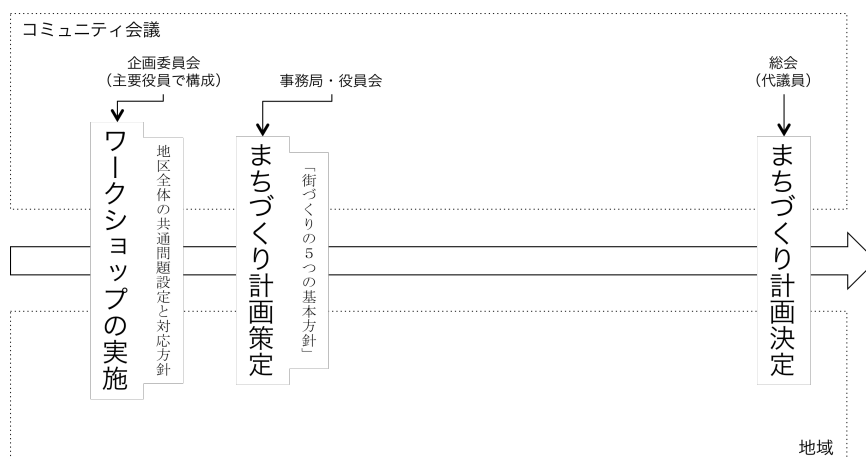 コミュニティ会議
企画委員会
(主要役員で構成)
事務局・役員会
総会
(代議員)
ワークショップの実施
地区全体の共通問題設定と対応方針
まちづくり計画策定
「街づくりの5つの基本方針」
まちづくり計画決定
地域